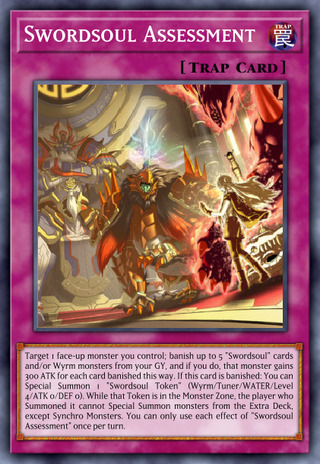 Swordsoul Assessment
TRAP
罠
[ Trap Card ]
Target 1 face-up monster you control; banish up to 5 "Swordsoul" cards
and/or Wyrm monsters from your GY, and if you do, that monster gains
300 ATK for each card banished this way. If this card is banished: You can
Special Summon 1 "Swordsoul Token" (Wyrm/Tuner/WATER/Level
4/ATK 0/DEF 0). While that Token is in the Monster Zone, the player who
Summoned it cannot Special Summon monsters from the Extra Deck,
except Synchro Monsters. You can only use each effect of "Swordsoul
Assessment" once per turn.